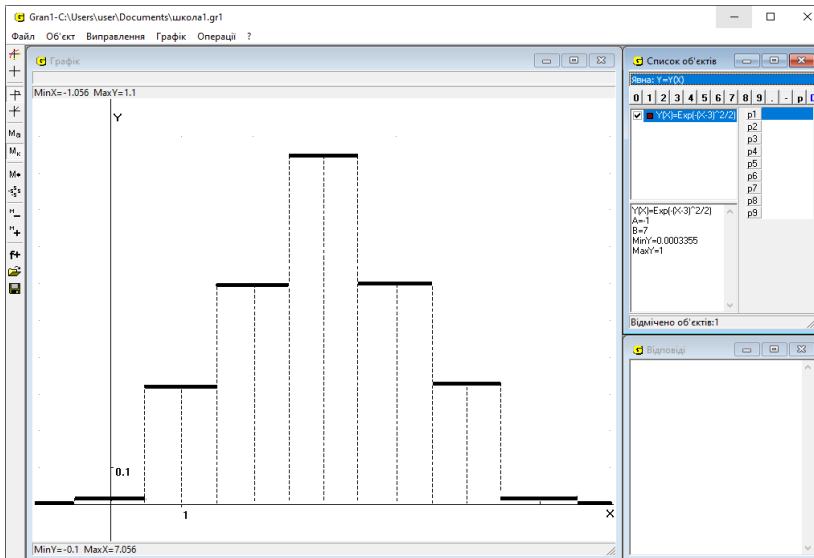 Gran1-C:\Users\user\Documents\школа1.gr1
Файл Об'єкт Виправлення Графік Операції ?
Графік
MinX=-1.056 MaxY=1.1
Y
0.1
1
X
MinY=-0.1 MaxX=7.056
Mа
Mк
M
-s s s
M
M+
f+
Список об'єктів
Явна: Y=Y(X)
0 1 2 3 4 5 6 7 8 9 . - p
Y(X)=Exp(-(X-3)^2/2)
p1
p2
p3
p4
p5
p6
p7
p8
p9
Y(X)=Exp(-(X-3)^2/2)
A=-1
B=7
MinY=0.0003355
MaxY=1
Відмічено об'єктів:1
Відповіді